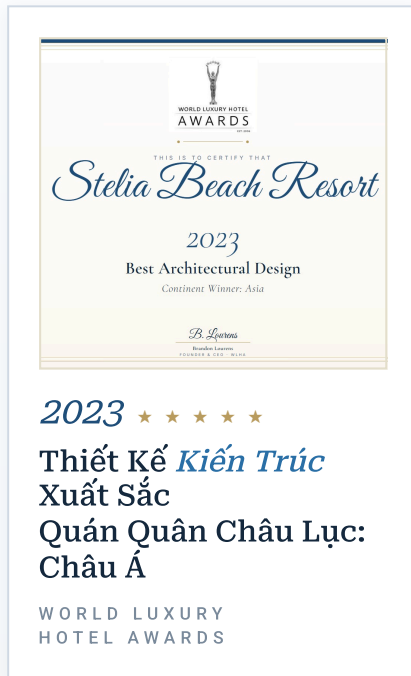 WORLD LUXURY HOTEL
AWARDS
THIS IS TO CERTIFY THAT
Stelia Beach Resort
2023
Best Architectural Design
Continent Winner: Asia
B. Lourens
Brandon Lourens
FOUNDER & CEO - WLHA
2023
Thiết Kế Kiến Trúc
Xuất Sắc
Quán Quân Châu Lục:
Châu Á
WORLD LUXURY
HOTEL AWARDS